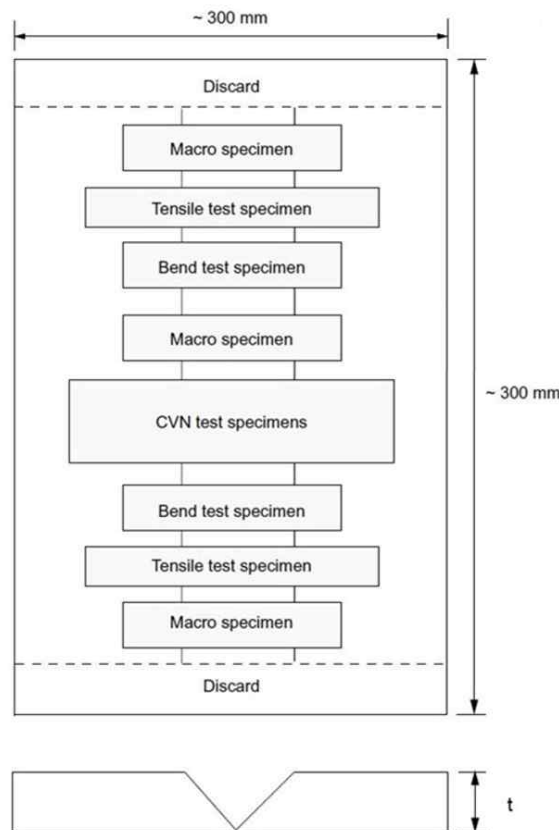 ~ 300 mm
Discard
Macro specimen
Tensile test specimen
Bend test specimen
Macro specimen
CVN test specimens
~ 300 mm
Bend test specimen
Tensile test specimen
Macro specimen
Discard
t